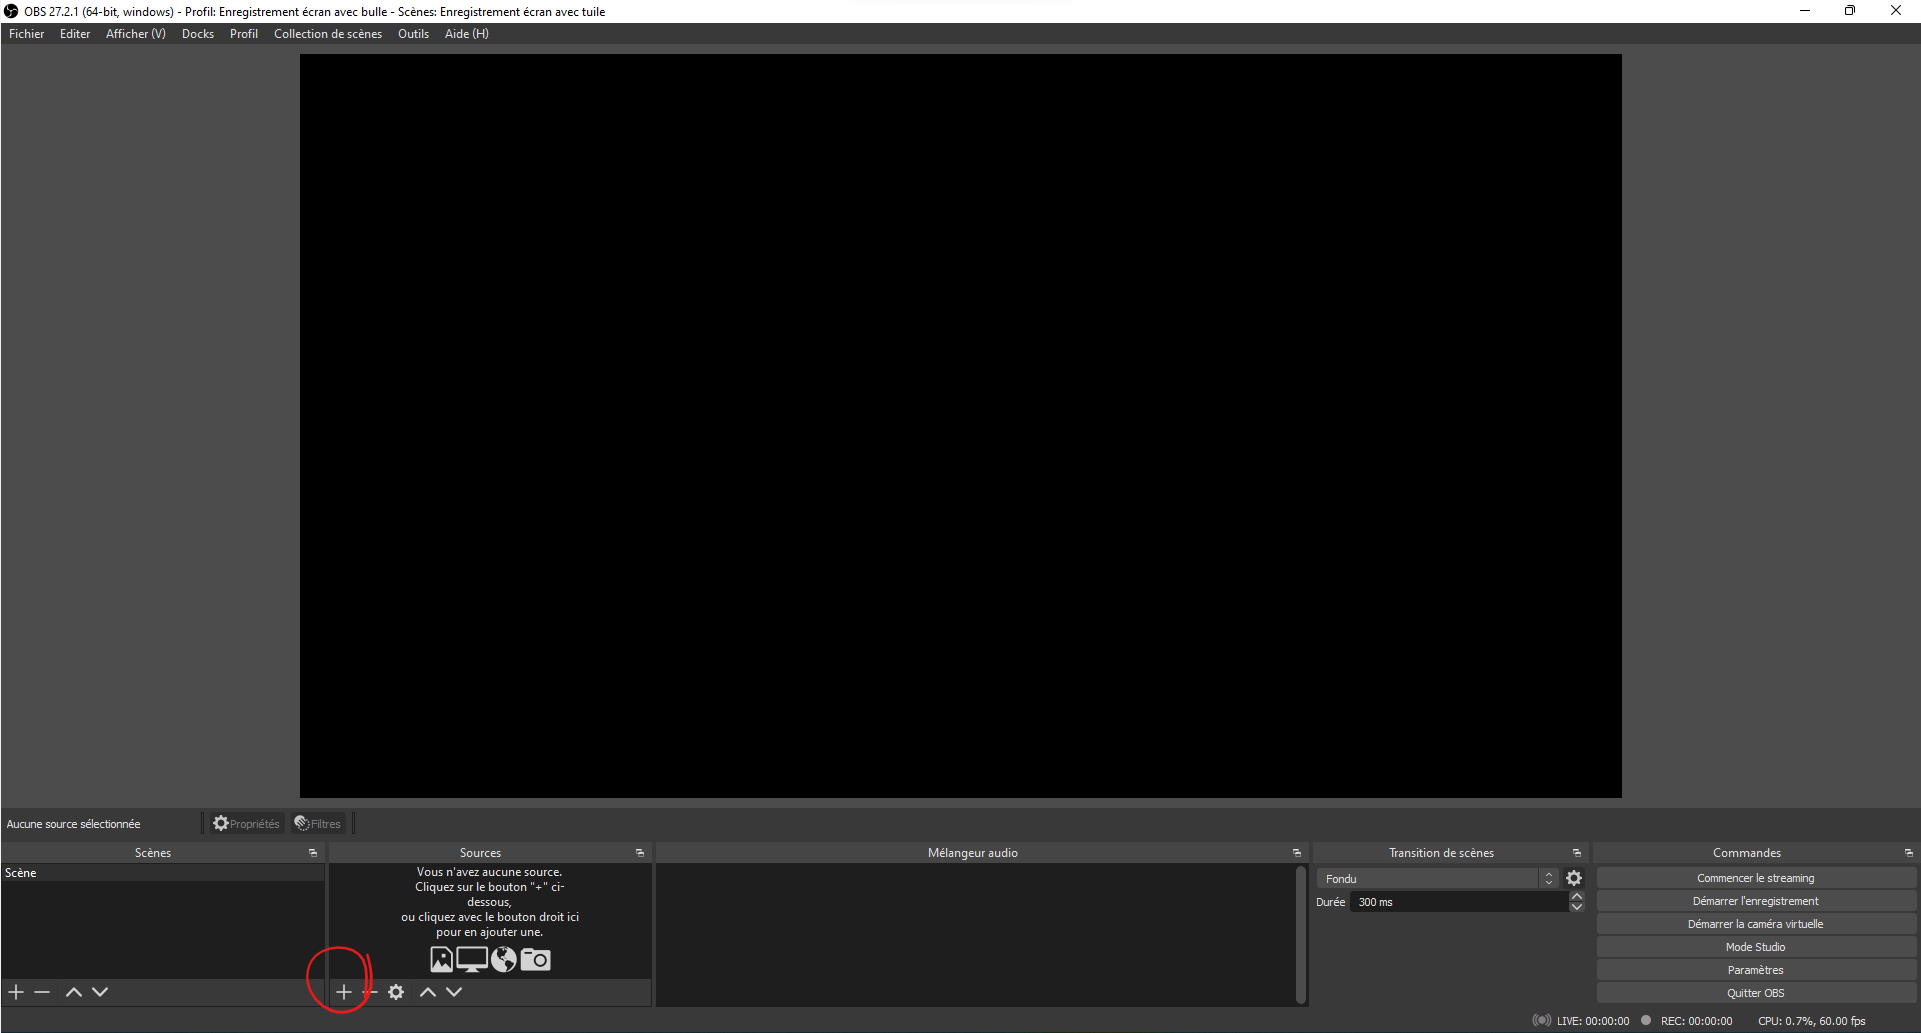 OBS 27.2.1 (64-bit, windows) - Profil: Enregistrement écran avec bulle - Scènes: Enregistrement écran avec tuile
Fichier Editer Afficher (V) Docks Profil Collection de scènes Outils Aide (H)
Aucune source sélectionnée Propriétés Filtres
Scènes
Scène
Sources
Vous n'avez aucune source.
Cliquez sur le bouton "+" ci-
dessous,
ou cliquez avec le bouton droit ici
pour en ajouter une.
Mélangeur audio
Transition de scènes
Fondu
Durée 300 ms
Commandes
Commencer le streaming
Démarrer l'enregistrement
Démarrer la caméra virtuelle
Mode Studio
Paramètres
Quitter OBS
LIVE: 00:00:00 REC: 00:00:00 CPU: 0.7%, 60.00 fps